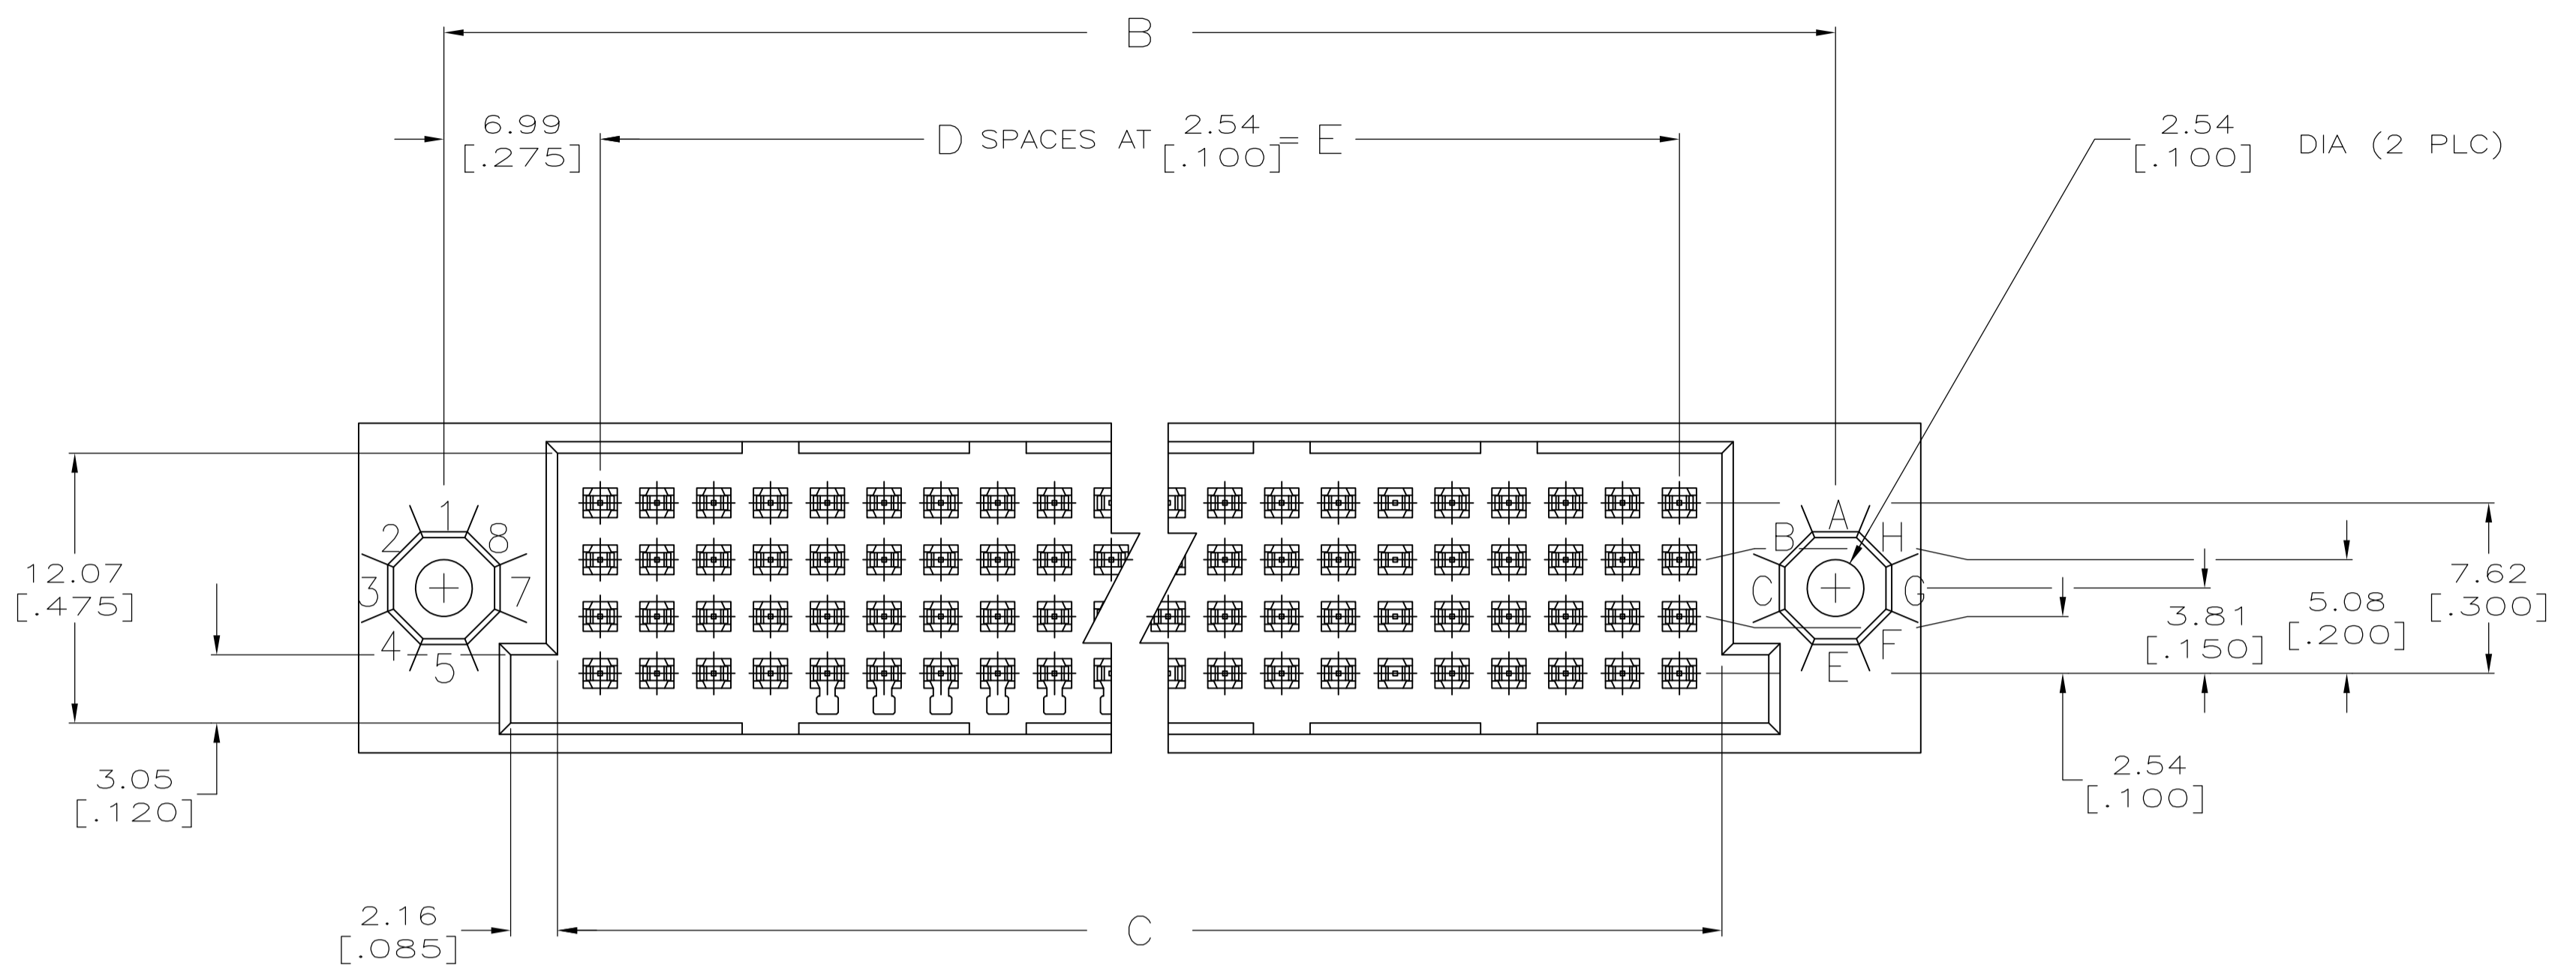 B
6.99
[.275]
D SPACES AT 2.54 = E
[.100]
2.54
[.100]
DIA (2 PLC)
1
2
8
3
7
4
5
A
B
H
C
G
F
E
12.07
[.475]
7.62
[.300]
5.08
[.200]
3.81
[.150]
3.05
[.120]
2.54
[.100]
2.16
[.085]
C